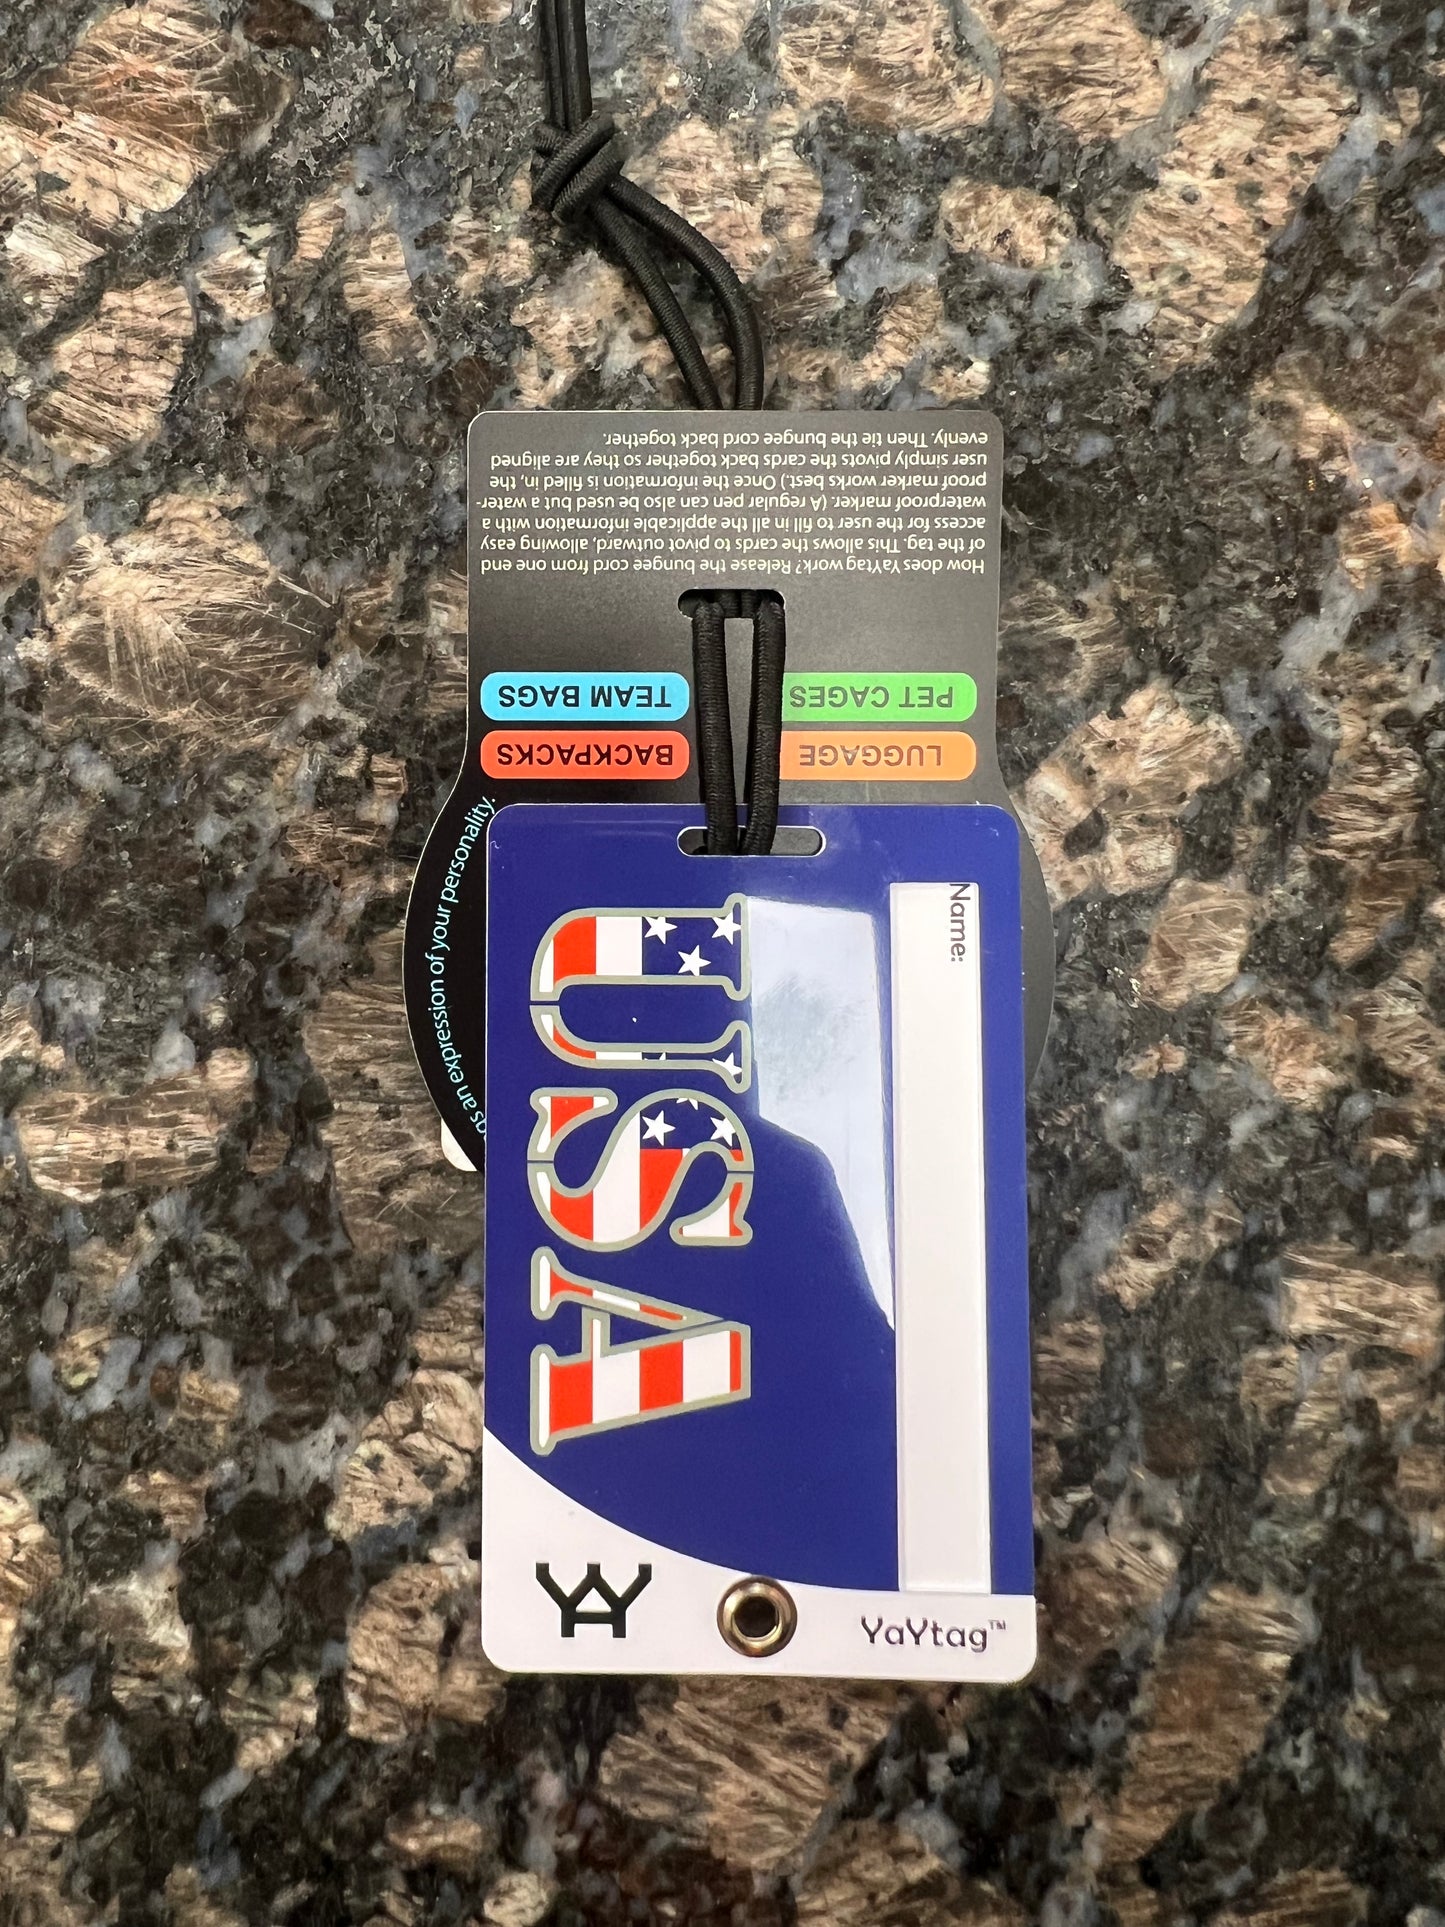 How does YaYtag work? Release the bungee cord from one end
of the tag. This allows the cards to pivot outward, allowing easy
access for the user to fill in all the applicable information with a
waterproof marker. (A regular pen can also be used but a water-
proof marker works best.) Once the information is filled in, the
user simply pivots the cards back together so they are aligned
evenly. Then tie the bungee cord back together.
PET CAGES
TEAM BAGS
LUGGAGE
BACKPACKS
an expression of your personality.
Name:
USA
YaYtag™